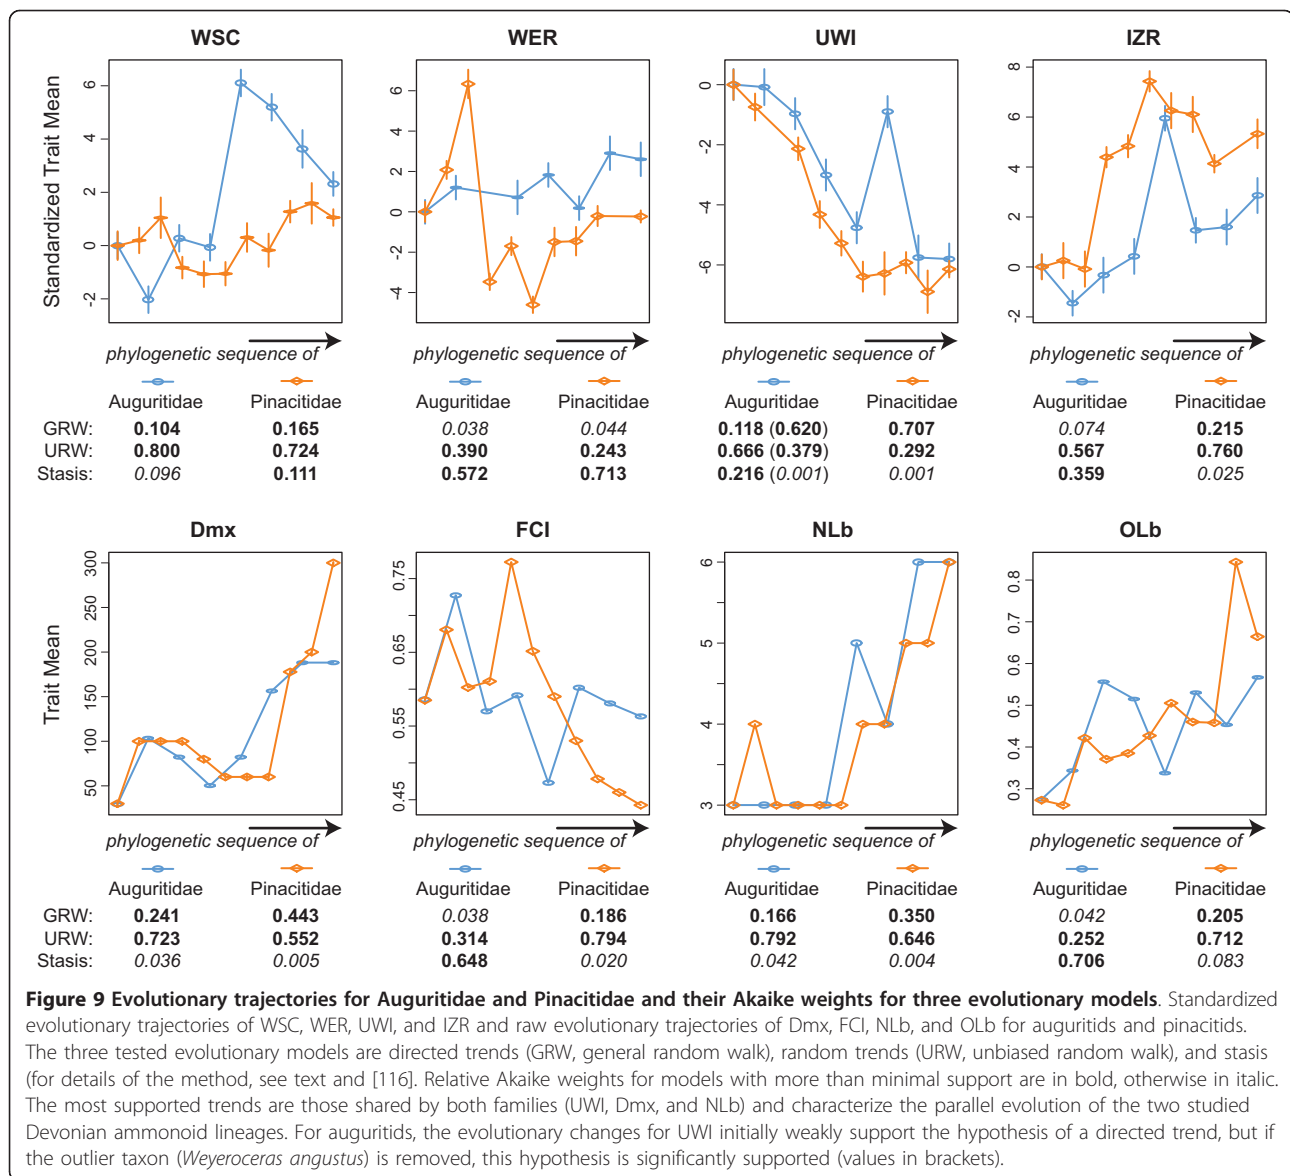 WSC WER UWI IZR
Standardized Trait Mean
6
4
2
0
-2
6
4
2
0
-2
-4
0
-2
-4
-6
8
6
4
2
0
-2
phylogenetic sequence of phylogenetic sequence of phylogenetic sequence of phylogenetic sequence of
Auguritidae Pinacitidae Auguritidae Pinacitidae Auguritidae Pinacitidae Auguritidae Pinacitidae
GRW: 0.104 0.165 0.038 0.044 0.118 (0.620) 0.707 0.074 0.215
URW: 0.800 0.724 0.390 0.243 0.666 (0.379) 0.292 0.567 0.760
Stasis: 0.096 0.111 0.572 0.713 0.216 (0.001) 0.001 0.359 0.025
Dmx FCI NLb OLb
Trait Mean
300
250
200
150
100
50
0.75
0.65
0.55
0.45
6
5
4
3
0.8
0.7
0.6
0.5
0.4
0.3
phylogenetic sequence of phylogenetic sequence of phylogenetic sequence of phylogenetic sequence of
Auguritidae Pinacitidae Auguritidae Pinacitidae Auguritidae Pinacitidae Auguritidae Pinacitidae
GRW: 0.241 0.443 0.038 0.186 0.166 0.350 0.042 0.205
URW: 0.723 0.552 0.314 0.794 0.792 0.646 0.252 0.712
Stasis: 0.036 0.005 0.648 0.020 0.042 0.004 0.706 0.083
Figure 9 Evolutionary trajectories for Auguritidae and Pinacitidae and their Akaike weights for three evolutionary models. Standardized
evolutionary trajectories of WSC, WER, UWI, and IZR and raw evolutionary trajectories of Dmx, FCI, NLb, and OLb for auguritids and pinacitids.
The three tested evolutionary models are directed trends (GRW, general random walk), random trends (URW, unbiased random walk), and stasis
(for details of the method, see text and [116]. Relative Akaike weights for models with more than minimal support are in bold, otherwise in italic.
The most supported trends are those shared by both families (UWI, Dmx, and NLb) and characterize the parallel evolution of the two studied
Devonian ammonoid lineages. For auguritids, the evolutionary changes for UWI initially weakly support the hypothesis of a directed trend, but if
the outlier taxon (Weyeroceras angustus) is removed, this hypothesis is significantly supported (values in brackets).